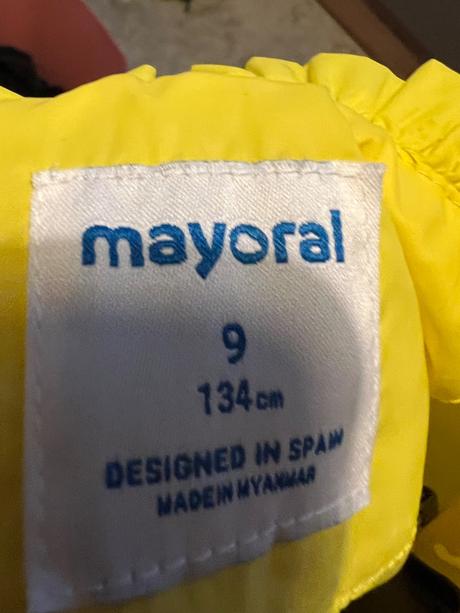 mayoral
9
134cm
DESIGNED IN SPAIN
MADE IN MYANMAR